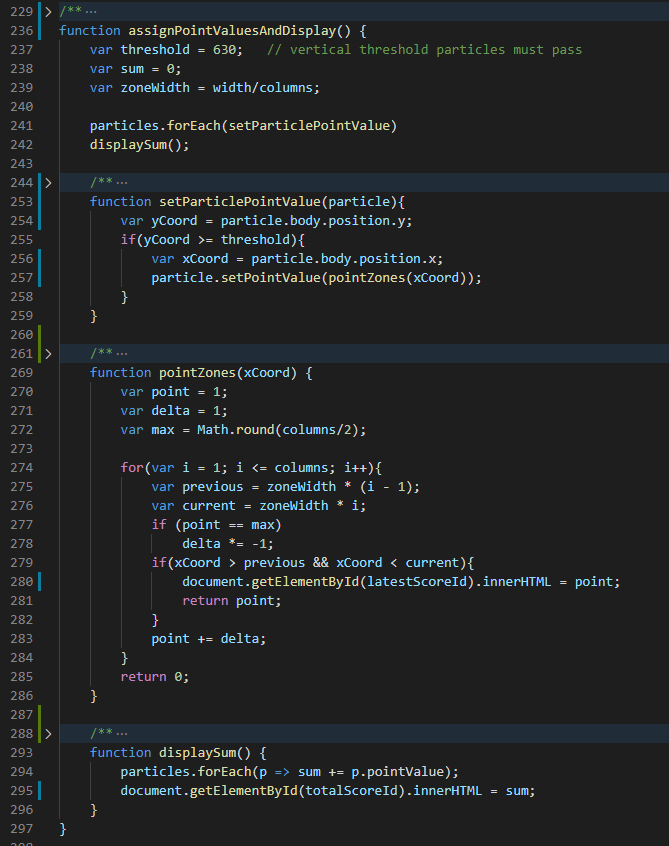 229 > /** ···
236 function assignPointValuesAndDisplay() {
237 var threshold = 630; // vertical threshold particles must pass
238 var sum = 0;
239 var zoneWidth = width/columns;
240
241 particles.forEach(setParticlePointValue)
242 displaySum();
243
244 > /** ···
253 function setParticlePointValue(particle){
254 var yCoord = particle.body.position.y;
255 if(yCoord >= threshold){
256 var xCoord = particle.body.position.x;
257 particle.setPointValue(pointZones(xCoord));
258 }
259 }
260
261 > /** ···
269 function pointZones(xCoord) {
270 var point = 1;
271 var delta = 1;
272 var max = Math.round(columns/2);
273
274 for(var i = 1; i <= columns; i++){
275 var previous = zoneWidth * (i - 1);
276 var current = zoneWidth * i;
277 if (point == max)
278 delta *= -1;
279 if(xCoord > previous && xCoord < current){
280 document.getElementById(latestScoreId).innerHTML = point;
281 return point;
282 }
283 point += delta;
284 }
285 return 0;
286 }
287
288 > /** ···
293 function displaySum() {
294 particles.forEach(p => sum += p.pointValue);
295 document.getElementById(totalScoreId).innerHTML = sum;
296 }
297 }